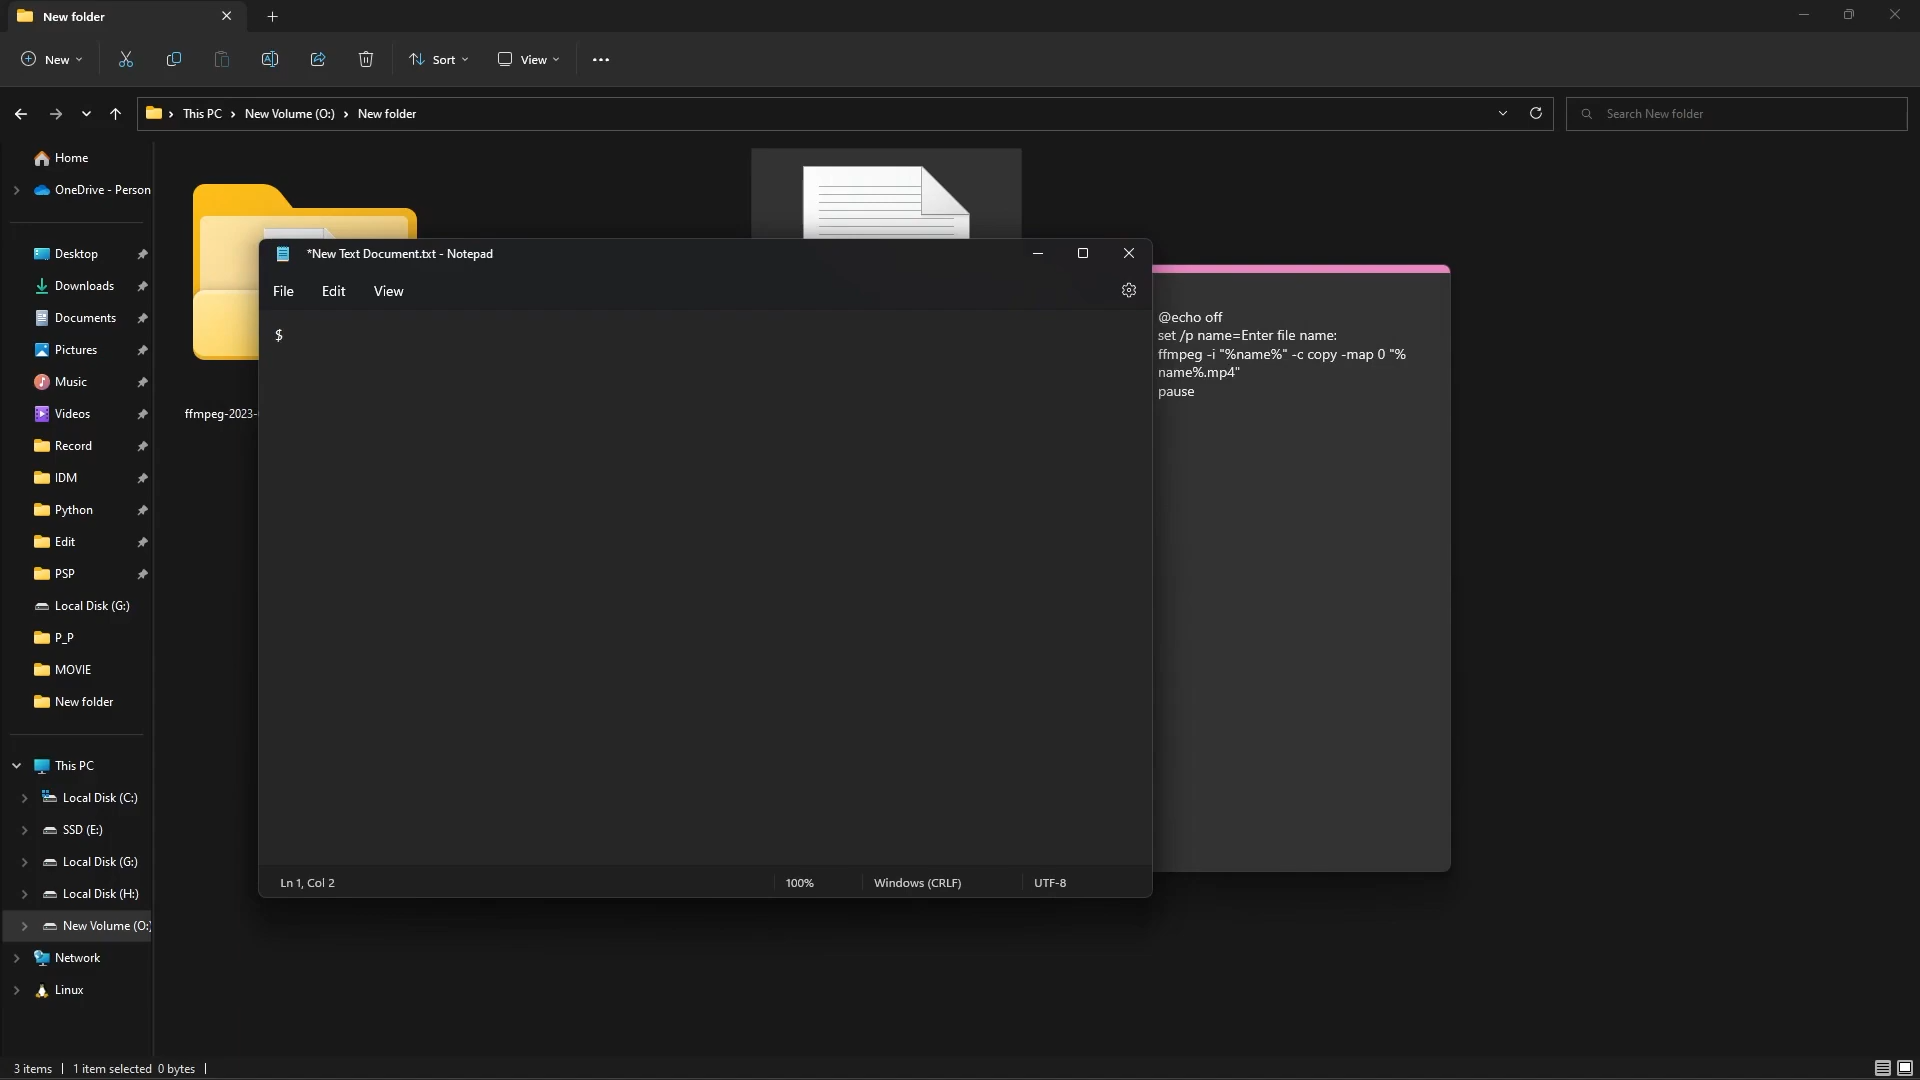 New folder
New
Sort
View
This PC
New Volume (O:)
New folder
Search New folder
Home
OneDrive - Person
Desktop
Downloads
Documents
Pictures
Music
Videos
Record
IDM
Python
Edit
PSP
Local Disk (G:)
P_P
MOVIE
New folder
This PC
Local Disk (C:)
SSD (E:)
Local Disk (G:)
Local Disk (H:)
New Volume (O:)
Network
Linux
ffmpeg-2023-
*New Text Document.txt - Notepad
File
Edit
View
$
Ln 1, Col 2
100%
Windows (CRLF)
UTF-8
@echo off
set /p name=Enter file name:
ffmpeg -i "%name%" -c copy -map 0 "%
name%.mp4"
pause
3 items
1 item selected 0 bytes